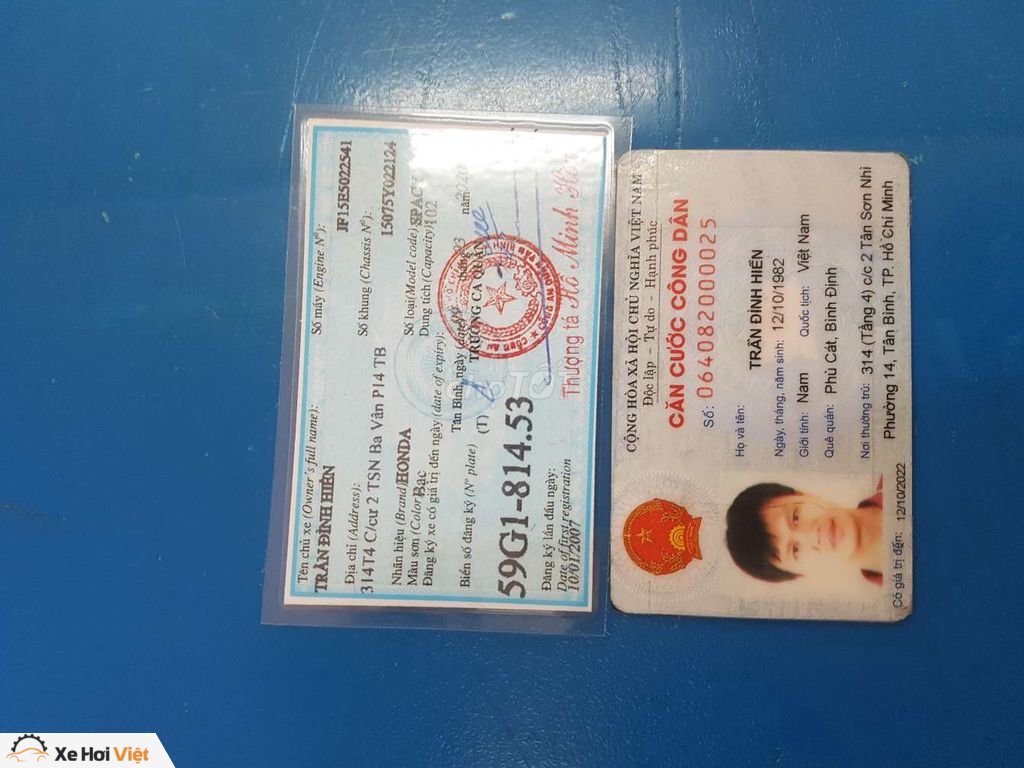 Tên chủ xe (Owner's full name):
TRẦN ĐÌNH HIỀN
Số máy (Engine Nº):
JF15E5022541
Địa chỉ (Address):
314T4 C/cư 2 TSN Ba Vân P14 TB
Số khung (Chassis Nº):
15075Y022124
Nhãn hiệu (Brand) HONDA
Số loại (Model code) SPACY
Màu sơn (Color) Bạc
Dung tích (Capacity) 102
Đăng ký xe có giá trị đến ngày (date of expiry):
Tân Bình, ngày (date)
TRƯỞNG CA QUẬN
Biển số đăng ký (Nº plate) (T)
59G1-814.53
Đăng ký lần đầu ngày:
Date of first registration
10/01/2007
Thượng tá
CỘNG HÒA XÃ HỘI CHỦ NGHĨA VIỆT NAM
Độc lập - Tự do - Hạnh phúc
CĂN CƯỚC CÔNG DÂN
Số: 064082000025
Họ và tên:
TRẦN ĐÌNH HIỀN
Ngày, tháng, năm sinh: 12/10/1982
Giới tính: Nam Quốc tịch: Việt Nam
Quê quán: Phù Cát, Bình Định
Nơi thường trú: 314 (Tầng 4) c/c 2 Tân Sơn Nhì
Phường 14, Tân Bình, TP. Hồ Chí Minh
Có giá trị đến: 12/10/2022
Xe Hơi Việt